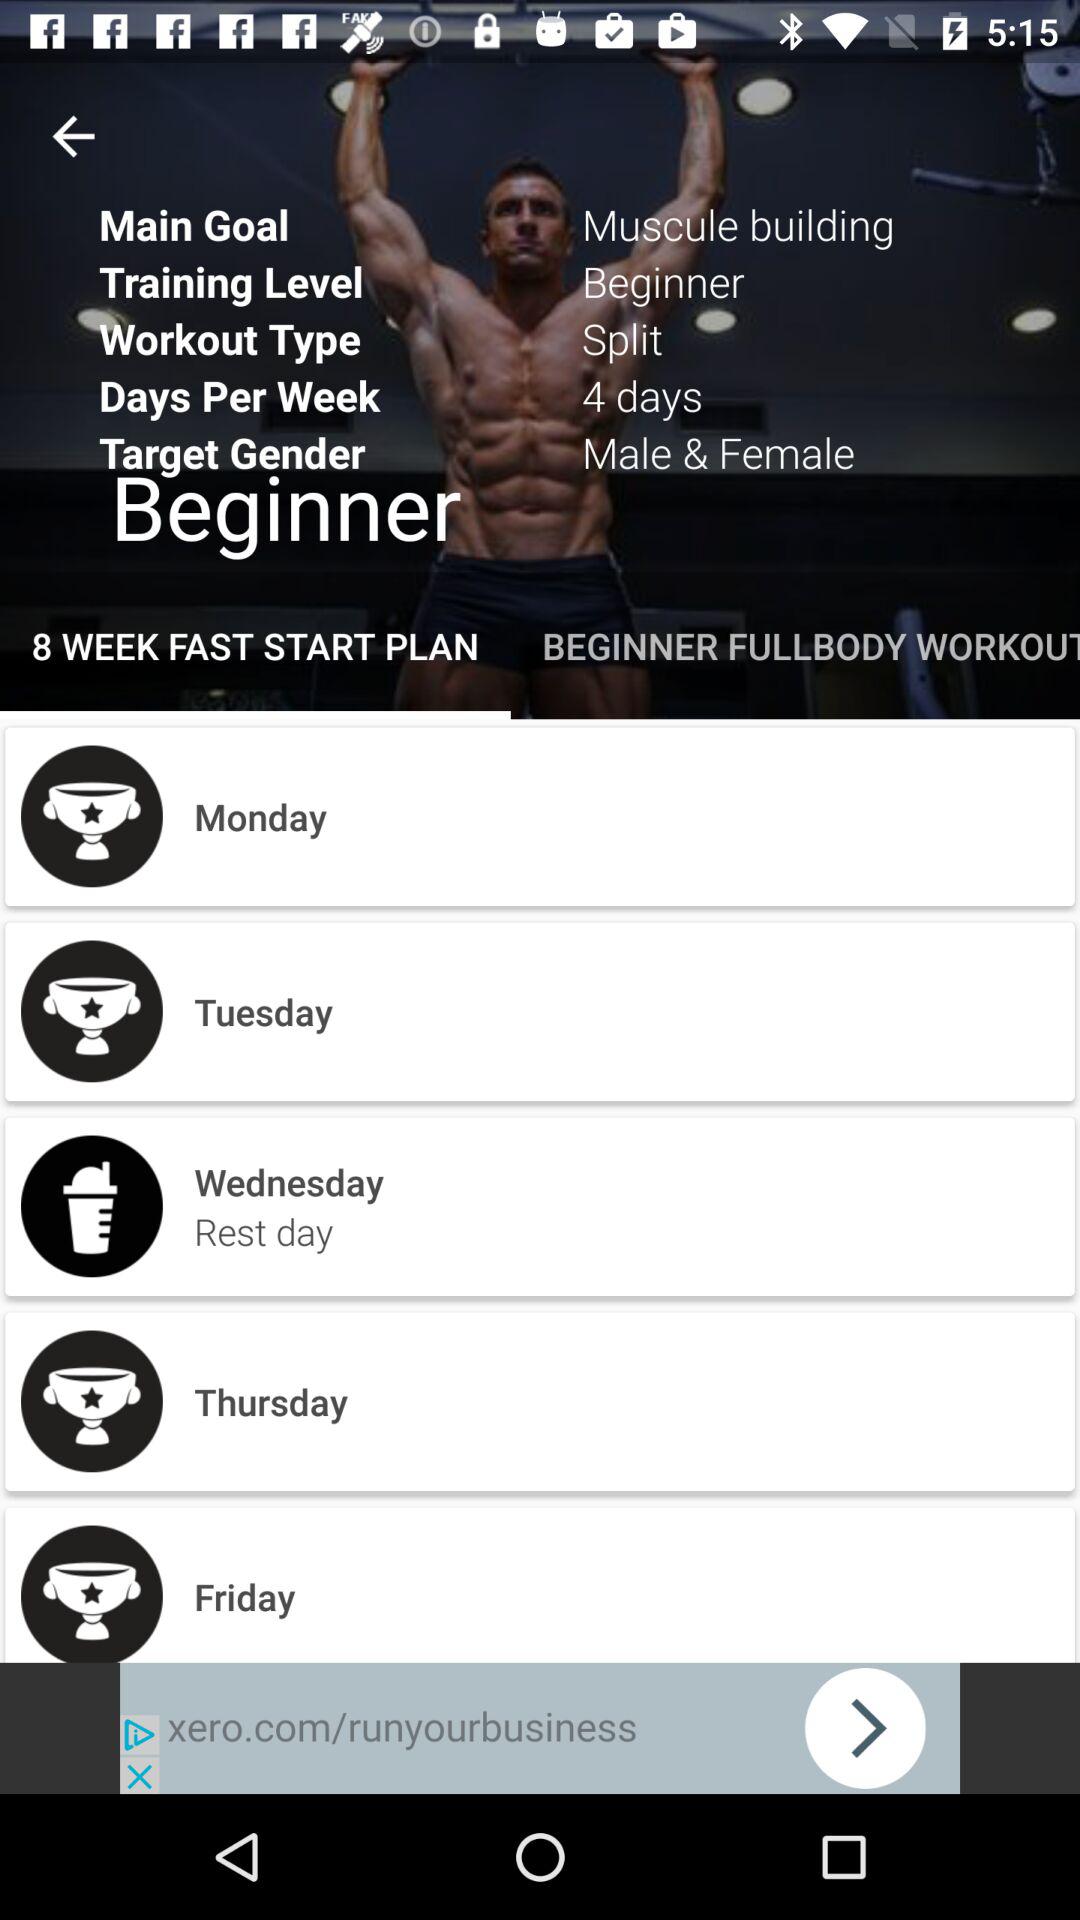 FAKE
5:15
Main Goal Muscule building
Training Level Beginner
Workout Type Split
Days Per Week 4 days
Target Gender Male & Female
Beginner
8 WEEK FAST START PLAN BEGINNER FULLBODY WORKOUT
Monday
Tuesday
Wednesday
Rest day
Thursday
Friday
xero.com/runyourbusiness